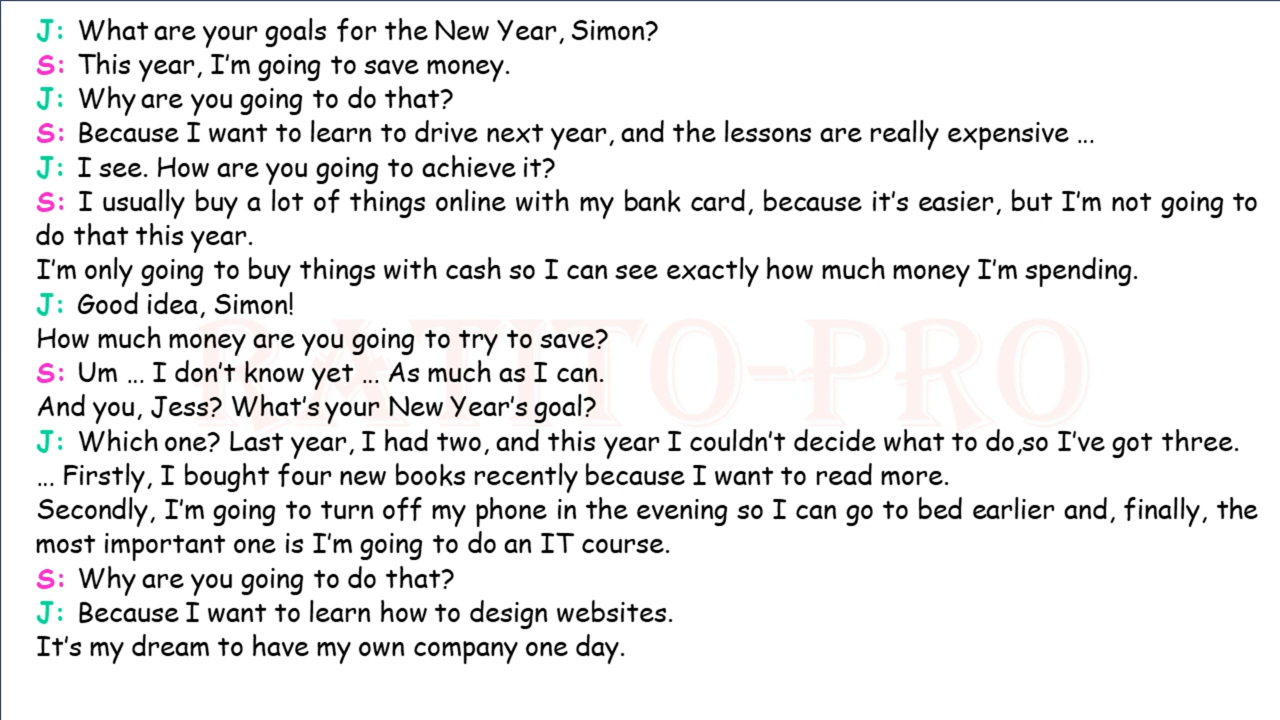 J: What are your goals for the New Year, Simon?
S: This year, I'm going to save money.
J: Why are you going to do that?
S: Because I want to learn to drive next year, and the lessons are really expensive ...
J: I see. How are you going to achieve it?
S: I usually buy a lot of things online with my bank card, because it's easier, but I'm not going to
do that this year.
I'm only going to buy things with cash so I can see exactly how much money I'm spending.
J: Good idea, Simon!
How much money are you going to try to save?
S: Um ... I don't know yet ... As much as I can.
And you, Jess? What's your New Year's goal?
J: Which one? Last year, I had two, and this year I couldn't decide what to do,so I've got three.
... Firstly, I bought four new books recently because I want to read more.
Secondly, I'm going to turn off my phone in the evening so I can go to bed earlier and, finally, the
most important one is I'm going to do an IT course.
S: Why are you going to do that?
J: Because I want to learn how to design websites.
It's my dream to have my own company one day.
RATITO-PRO